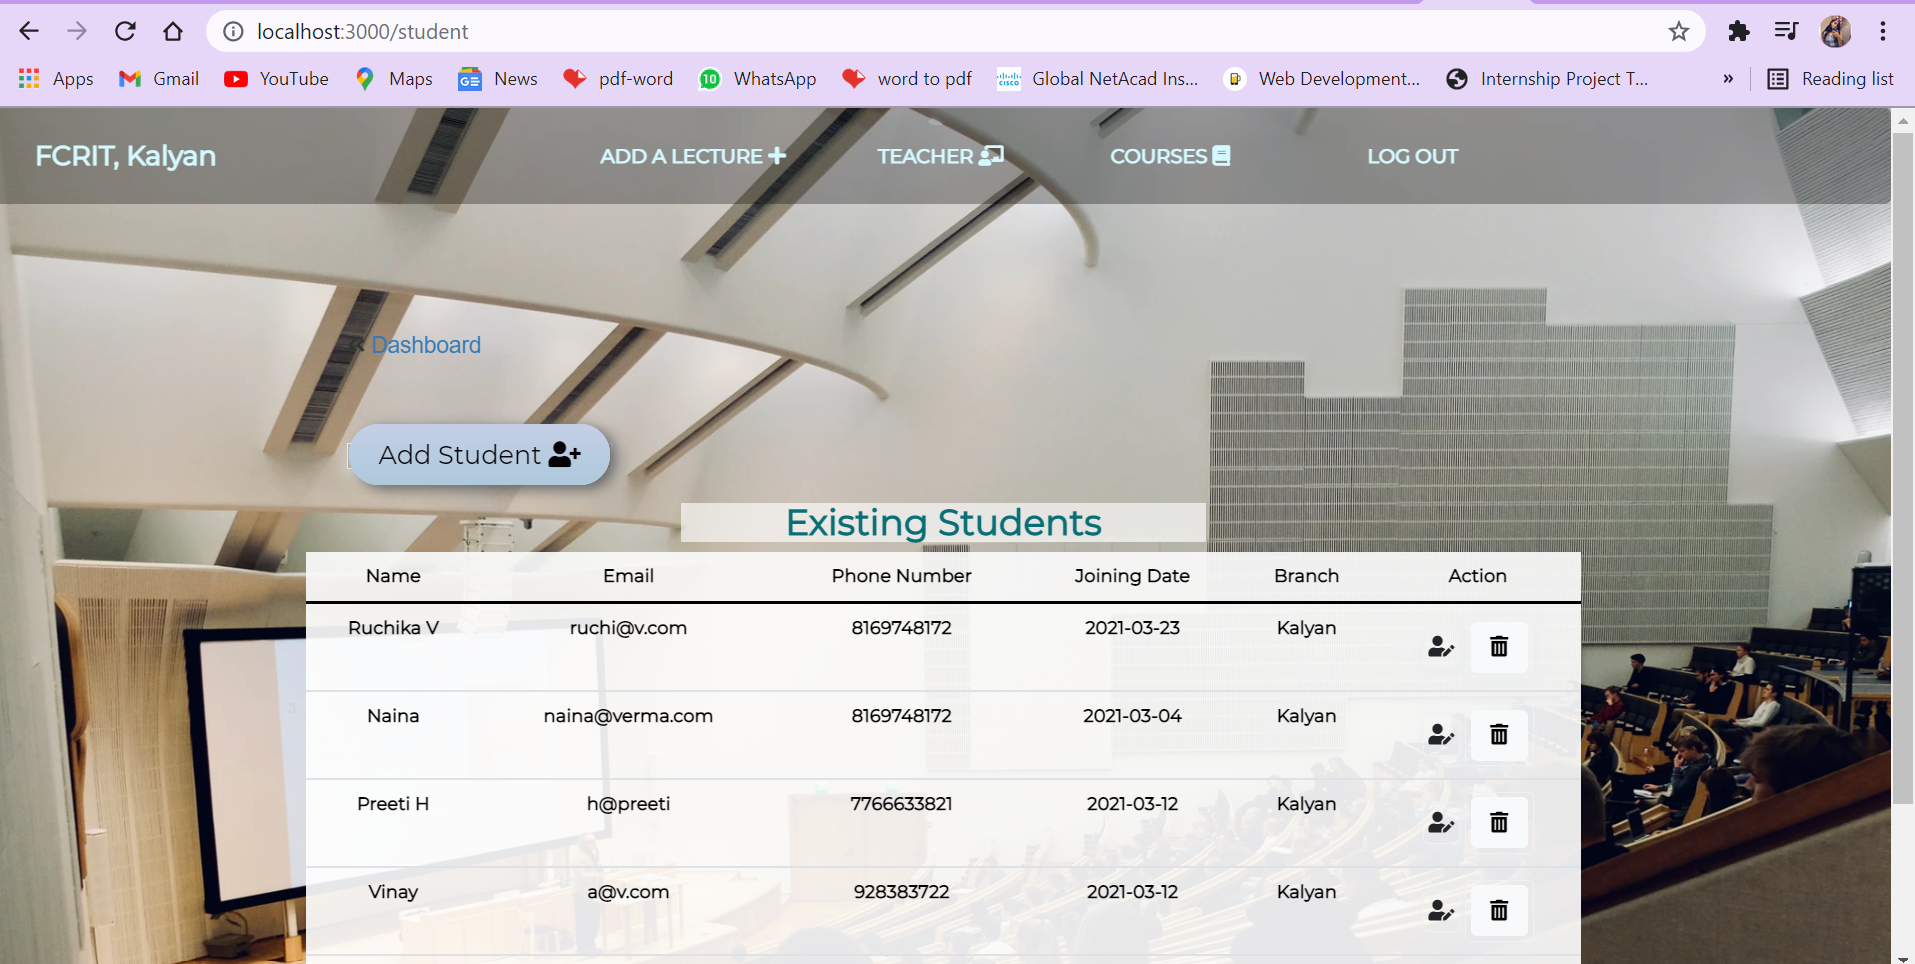 localhost:3000/student
Apps Gmail YouTube Maps News pdf-word 10 WhatsApp word to pdf Global NetAcad Ins... Web Development... Internship Project T... » Reading list
FCRIT, Kalyan ADD A LECTURE TEACHER COURSES LOG OUT
Dashboard
Add Student
Existing Students
Name Email Phone Number Joining Date Branch Action
Ruchika V ruchi@v.com 8169748172 2021-03-23 Kalyan
Naina naina@verma.com 8169748172 2021-03-04 Kalyan
Preeti H h@preeti 7766633821 2021-03-12 Kalyan
Vinay a@v.com 928383722 2021-03-12 Kalyan